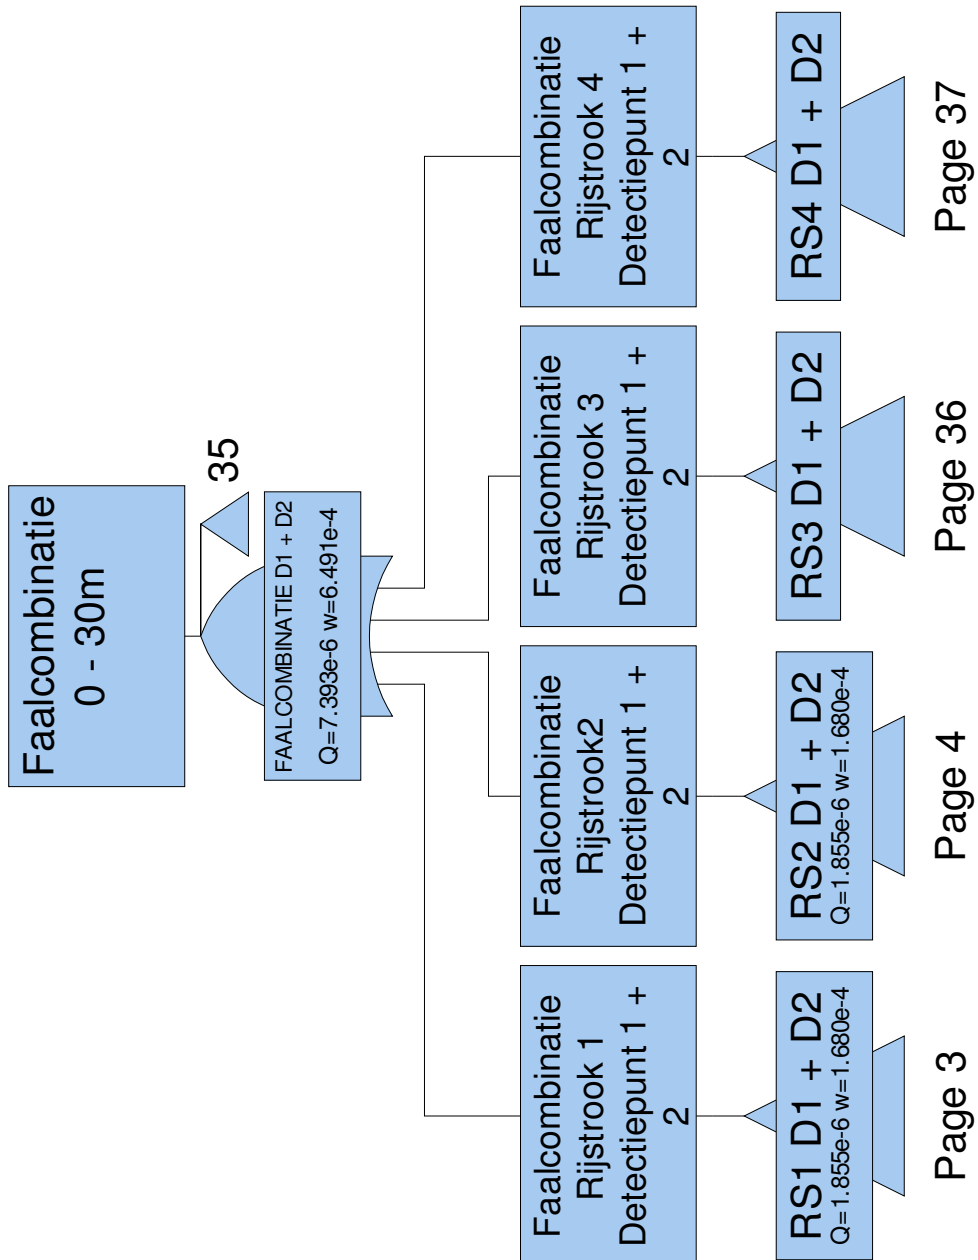 Faalcombinatie
0 - 30m
35
FAALCOMBINATIE D1 + D2
Q=7.393e-6 w=6.491e-4
Faalcombinatie
Rijstrook 1
Detectiepunt 1 +
2
RS1 D1 + D2
Q=1.855e-6 w=1.680e-4
Page 3
Faalcombinatie
Rijstrook2
Detectiepunt 1 +
2
RS2 D1 + D2
Q=1.855e-6 w=1.680e-4
Page 4
Faalcombinatie
Rijstrook 3
Detectiepunt 1 +
2
RS3 D1 + D2
Page 36
Faalcombinatie
Rijstrook 4
Detectiepunt 1 +
2
RS4 D1 + D2
Page 37